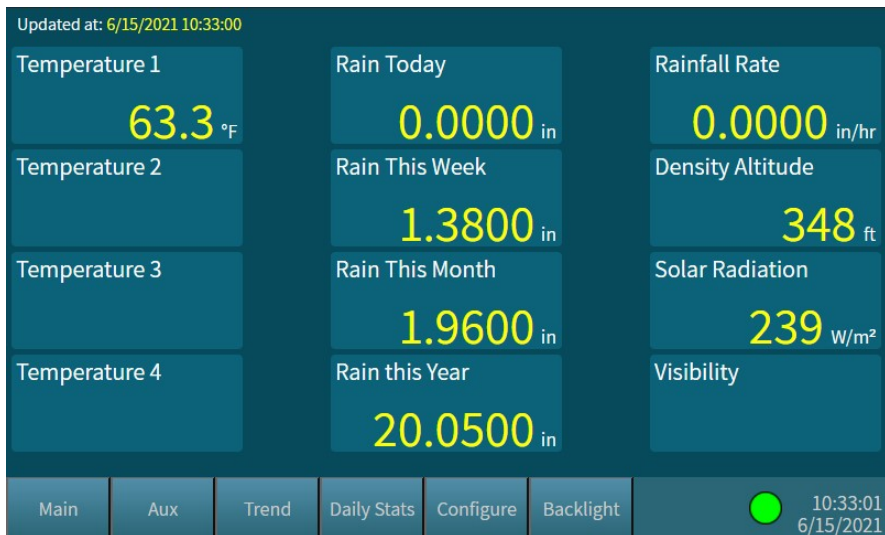 Updated at: 6/15/2021 10:33:00
Temperature 1
63.3 °F
Temperature 2
Temperature 3
Temperature 4
Rain Today
0.0000 in
Rain This Week
1.3800 in
Rain This Month
1.9600 in
Rain this Year
20.0500 in
Rainfall Rate
0.0000 in/hr
Density Altitude
348 ft
Solar Radiation
239 W/m²
Visibility
Main
Aux
Trend
Daily Stats
Configure
Backlight
10:33:01
6/15/2021